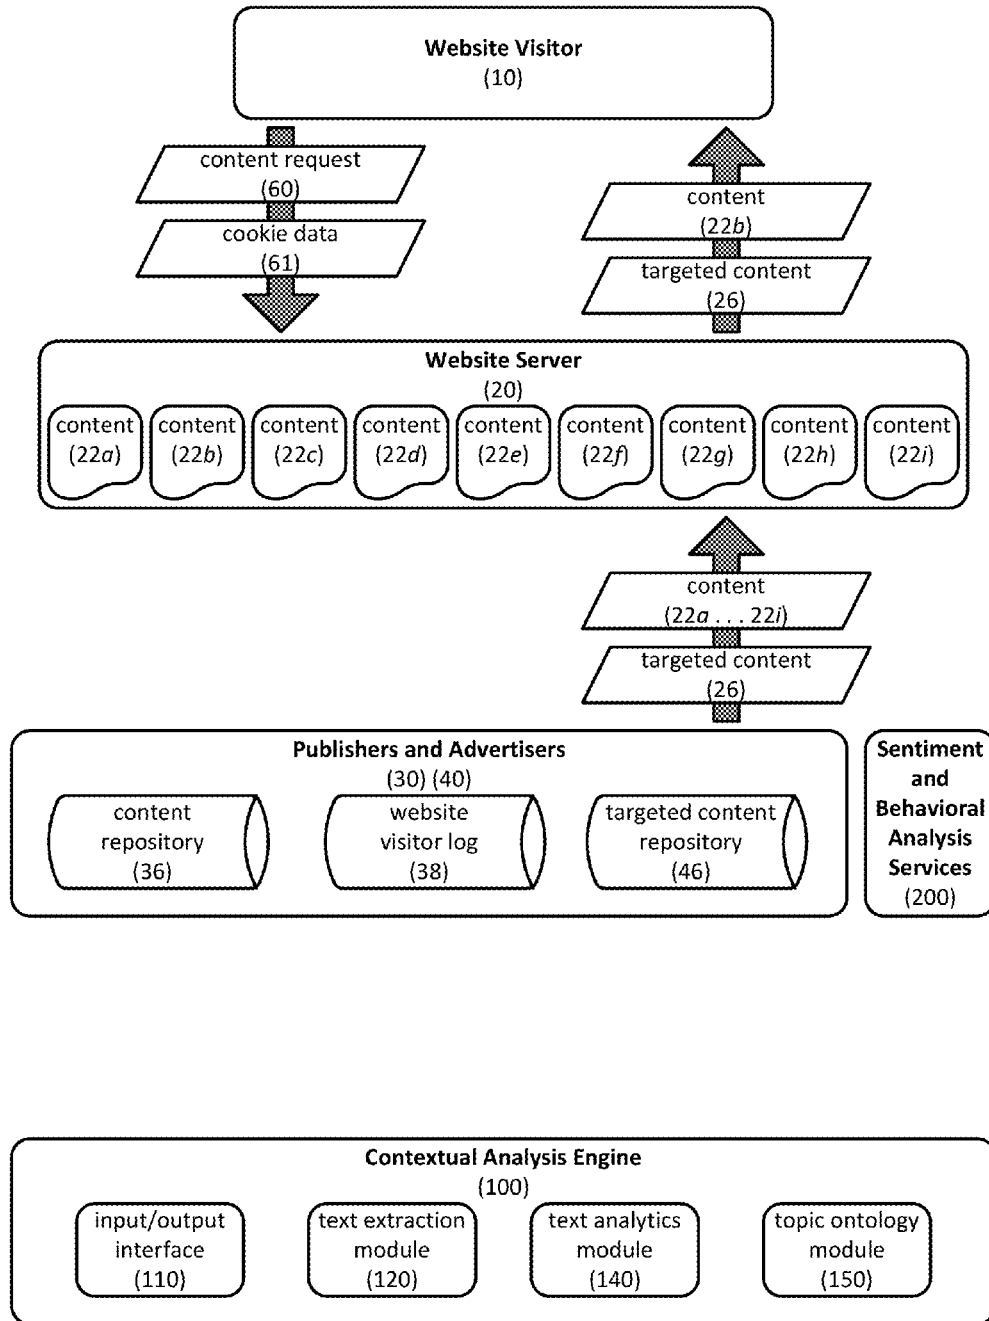 Website Visitor
(10)
content request
(60)
cookie data
(61)
content
(22b)
targeted content
(26)
Website Server
(20)
content content content content content content content content content
(22a) (22b) (22c) (22d) (22e) (22f) (22g) (22h) (22i)
content
(22a . . . 22i)
targeted content
(26)
Publishers and Advertisers
(30) (40)
content
repository
(36)
website
visitor log
(38)
targeted content
repository
(46)
Sentiment
and
Behavioral
Analysis
Services
(200)
Contextual Analysis Engine
(100)
input/output
interface
(110)
text extraction
module
(120)
text analytics
module
(140)
topic ontology
module
(150)